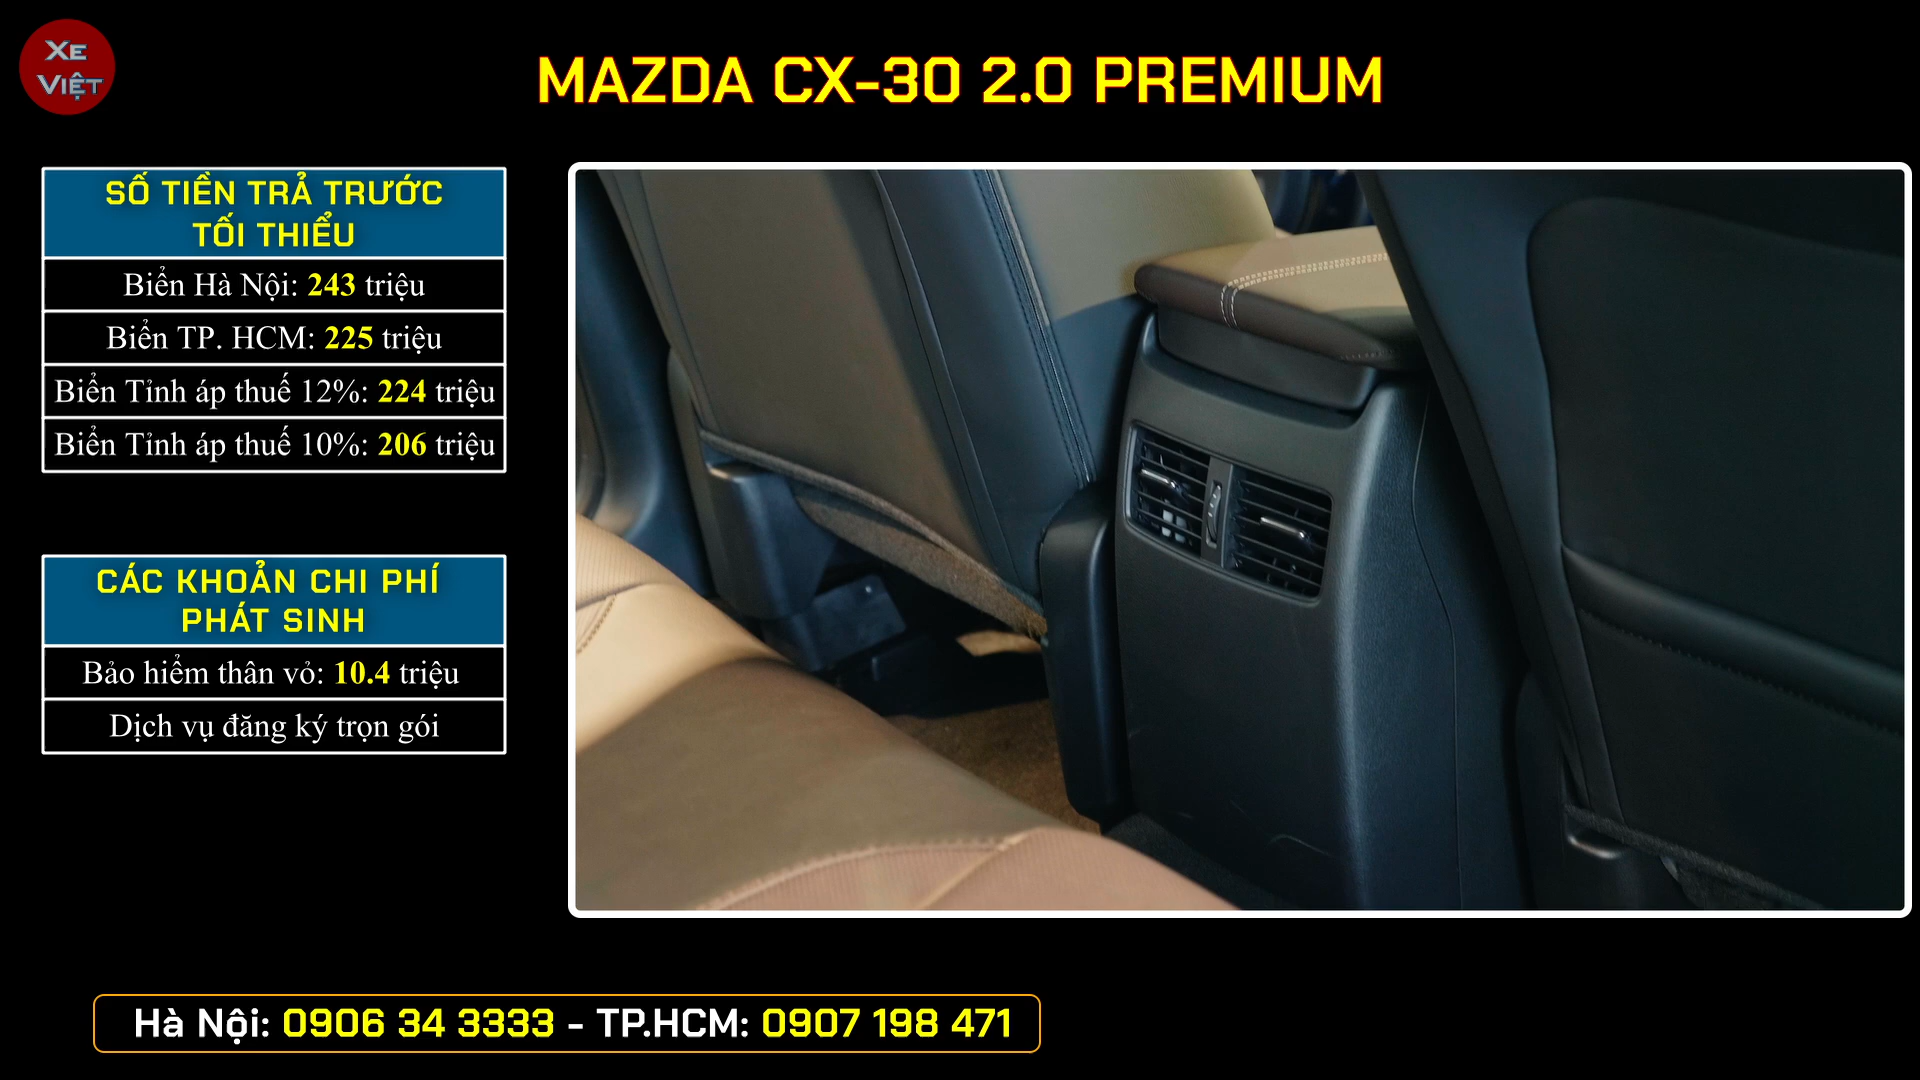 XE
VIỆT
MAZDA CX-30 2.0 PREMIUM
SỐ TIỀN TRẢ TRƯỚC
TỐI THIỂU
Biển Hà Nội: 243 triệu
Biển TP. HCM: 225 triệu
Biển Tỉnh áp thuế 12%: 224 triệu
Biển Tỉnh áp thuế 10%: 206 triệu
CÁC KHOẢN CHI PHÍ
PHÁT SINH
Bảo hiểm thân vỏ: 10.4 triệu
Dịch vụ đăng ký trọn gói
Hà Nội: 0906 34 3333 - TP.HCM: 0907 198 471